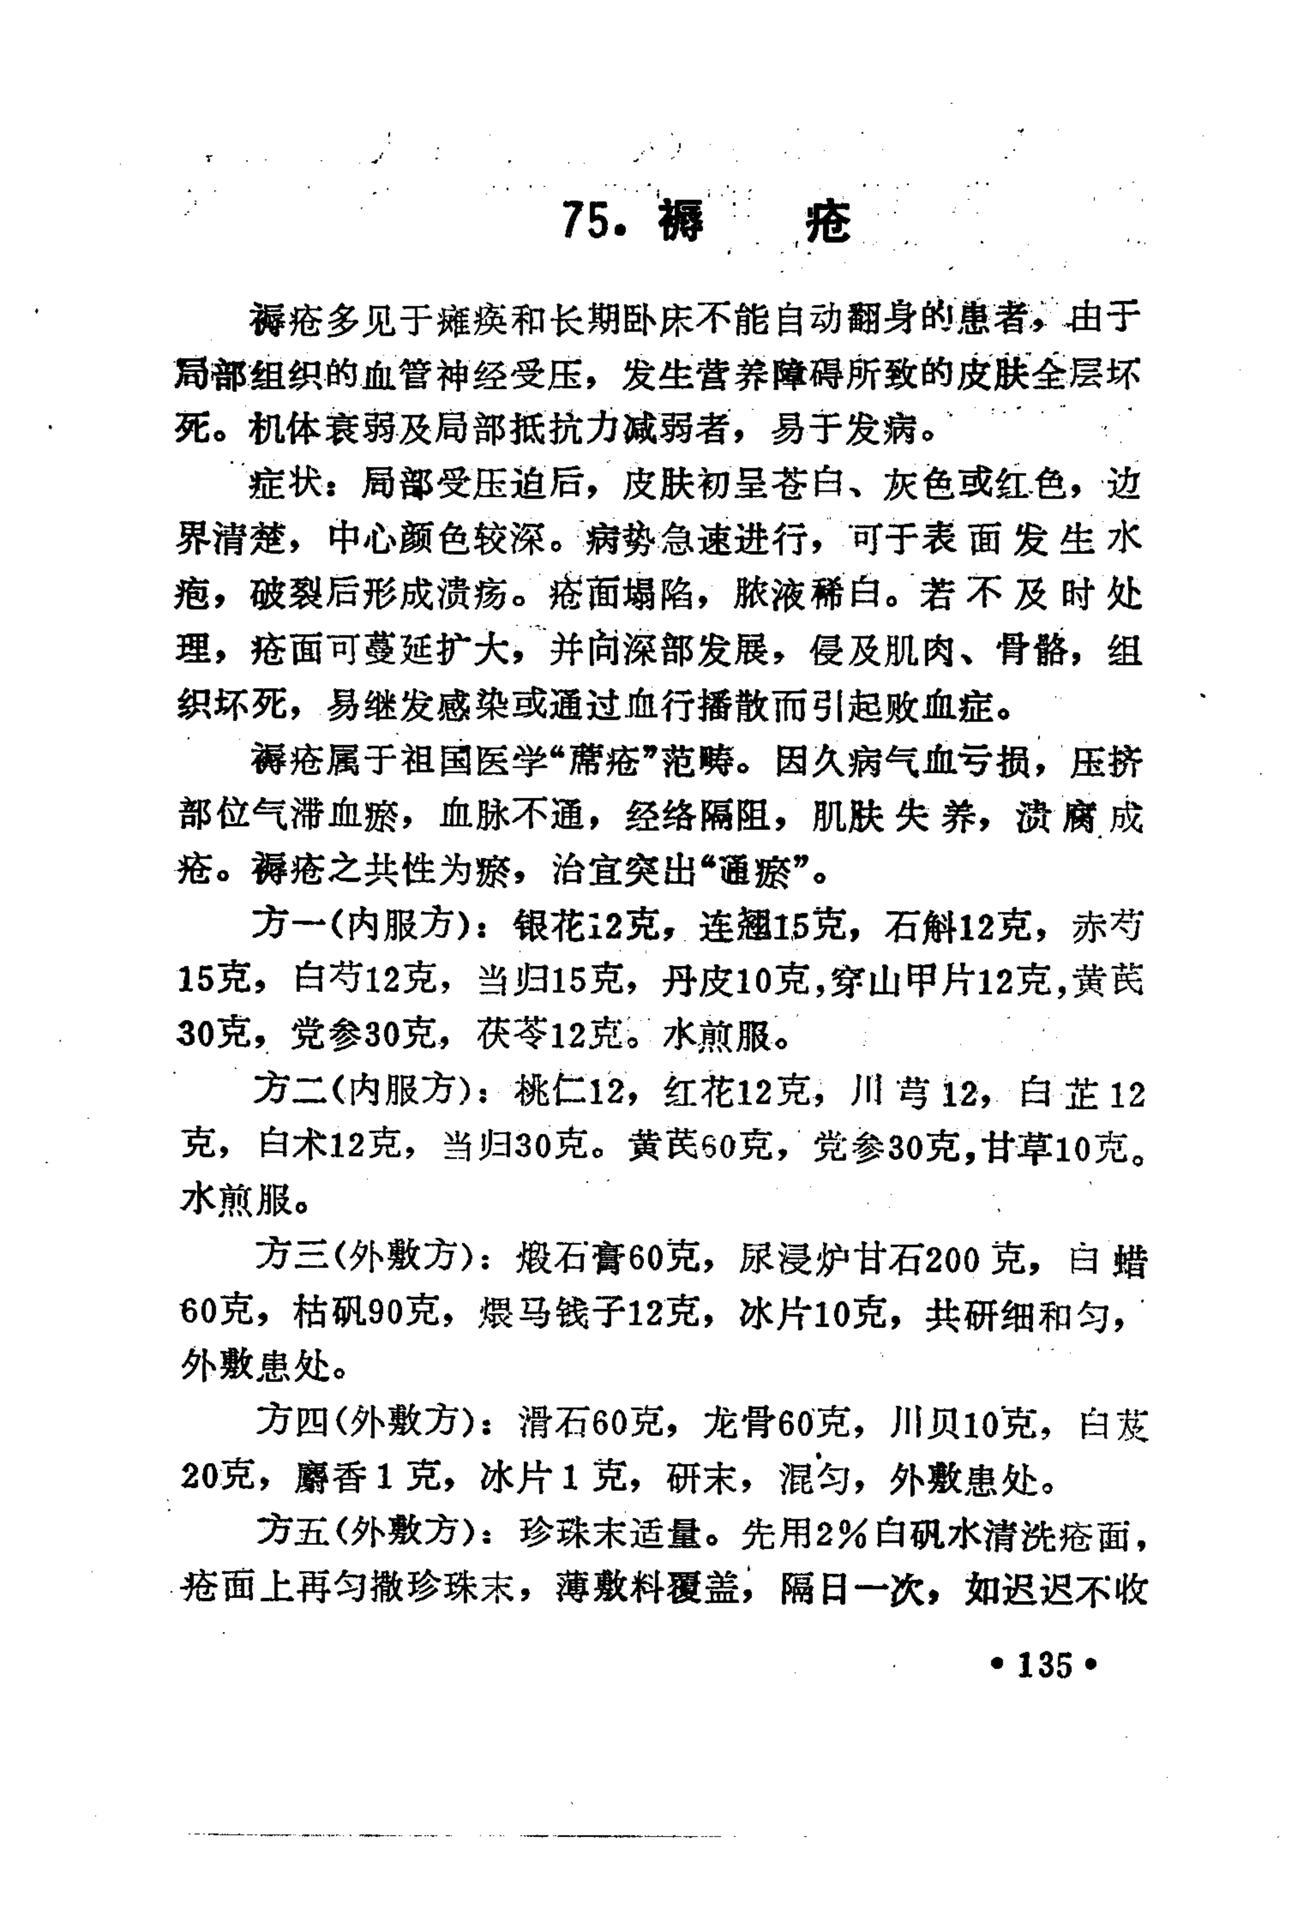 75．褥　疮
褥疮多见于瘫痪和长期卧床不能自动翻身的患者，由于
局部组织的血管神经受压，发生营养障碍所致的皮肤全层坏
死。机体衰弱及局部抵抗力减弱者，易于发病。
症状：局部受压迫后，皮肤初呈苍白、灰色或红色，边
界清楚，中心颜色较深。病势急速进行，可于表面发生水
疱，破裂后形成溃疡。疮面塌陷，脓液稀白。若不及时处
理，疮面可蔓延扩大，并向深部发展，侵及肌肉、骨骼，组
织坏死，易继发感染或通过血行播散而引起败血症。
褥疮属于祖国医学“蓆疮”范畴。因久病气血亏损，压挤
部位气滞血瘀，血脉不通，经络隔阻，肌肤失养，溃腐成
疮。褥疮之共性为瘀，治宜突出“通瘀”。
方一（内服方）：银花12克，连翘15克，石斛12克，赤芍
15克，白芍12克，当归15克，丹皮10克，穿山甲片12克，黄芪
30克，党参30克，茯苓12克。水煎服。
方二（内服方）：桃仁12，红花12克，川芎12，白芷12
克，白术12克，当归30克。黄芪60克，党参30克，甘草10克。
水煎服。
方三（外敷方）：煅石膏60克，尿浸炉甘石200克，白蜡
60克，枯矾90克，煨马钱子12克，冰片10克，共研细和匀，
外敷患处。
方四（外敷方）：滑石60克，龙骨60克，川贝10克，白芨
20克，麝香1克，冰片1克，研末，混匀，外敷患处。
方五（外敷方）：珍珠末适量。先用2%白矾水清洗疮面，
疮面上再匀撒珍珠末，薄敷料覆盖，隔日一次，如迟迟不收
•135•